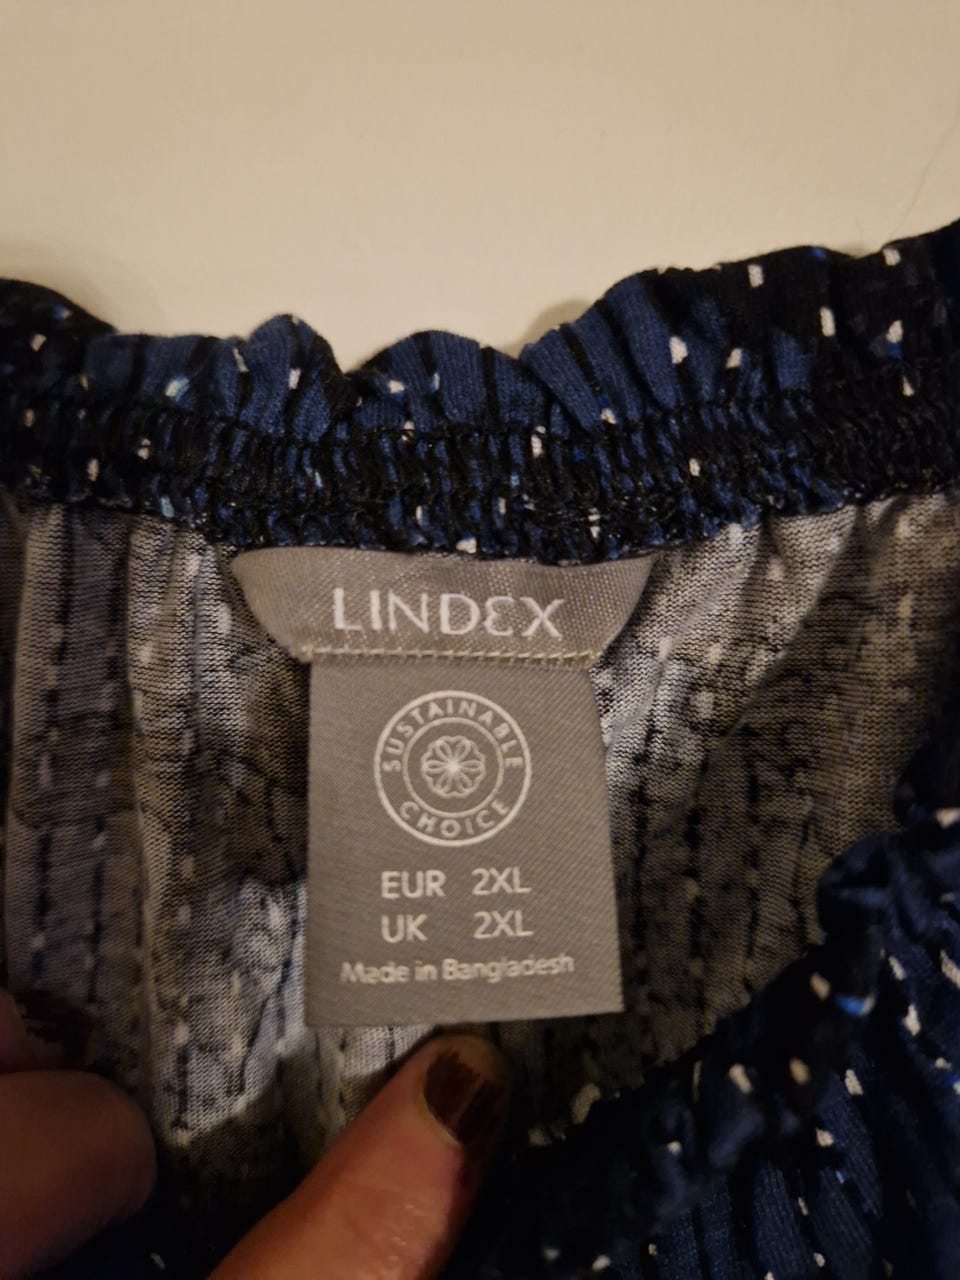 LINDEX
SUSTAINABLE
CHOICE
EUR 2XL
UK 2XL
Made in Bangladesh